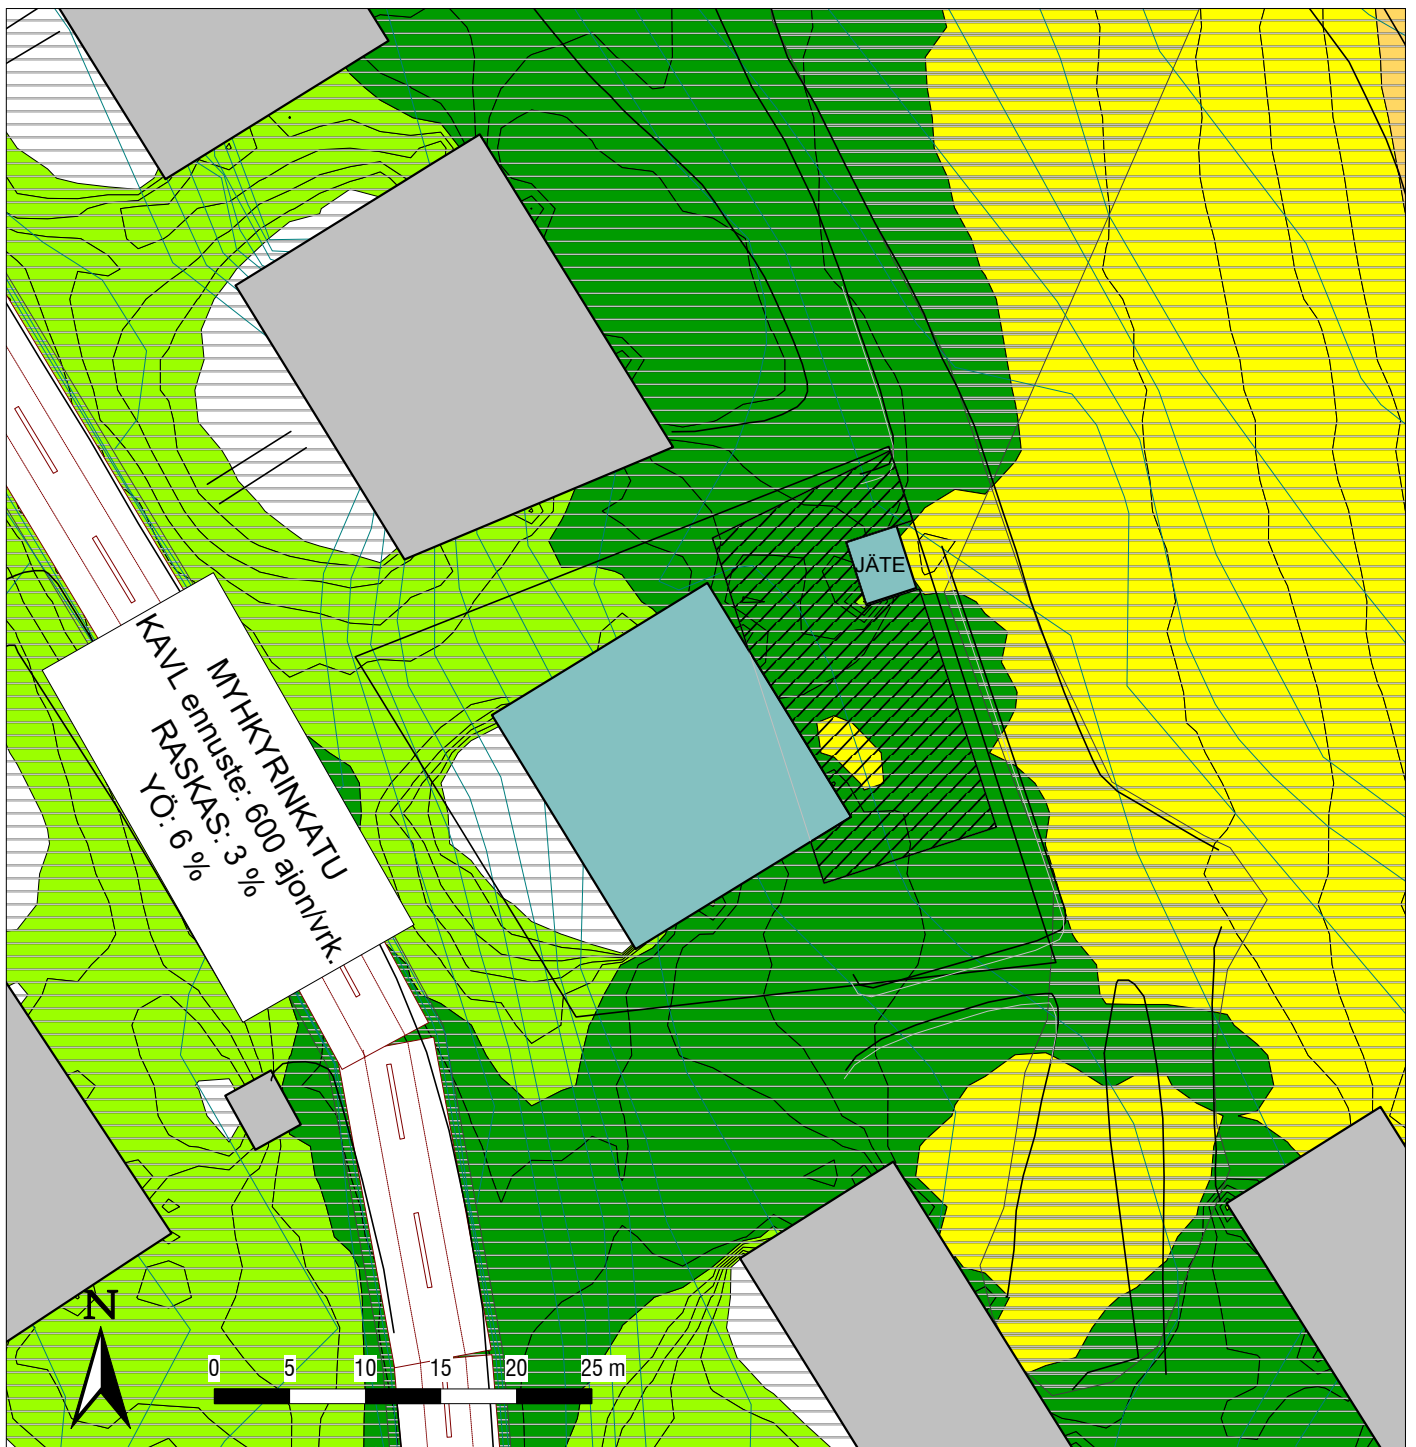 JÄTE
MYHKYRINKATU
KAVL ennuste: 600 ajon/vrk.
RASKAS: 3 %
YÖ: 6 %
N
0 5 10 15 20 25 m